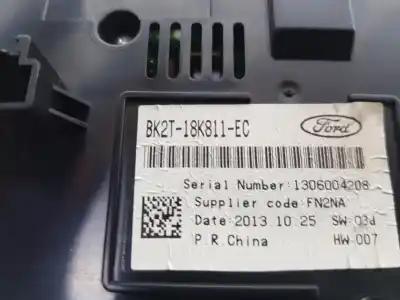 BK2T-18K811-EC
Ford
Serial Number:1306004208
Supplier code:FN2NA
Date:2013.10.25 SW:03d
P.R.China HW:007